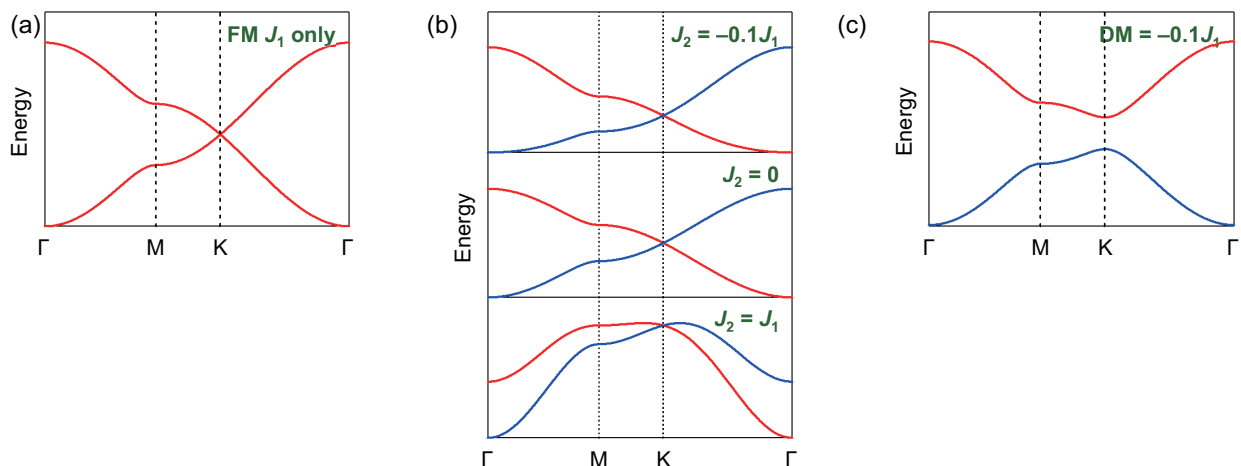 (a)
FM J₁ only
Energy
Γ M K Γ
(b)
J₂ = –0.1J₁
J₂ = 0
Energy
J₂ = J₁
Γ M K Γ
(c)
DM = –0.1J₁
Energy
Γ M K Γ